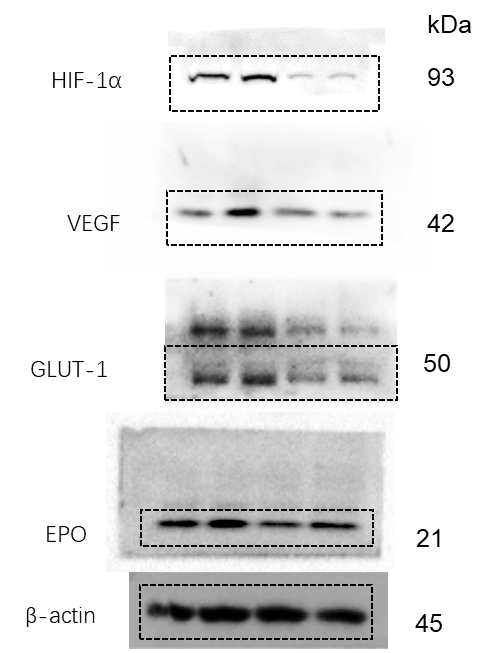 kDa
HIF-1α 93
VEGF 42
GLUT-1 50
EPO 21
β-actin 45